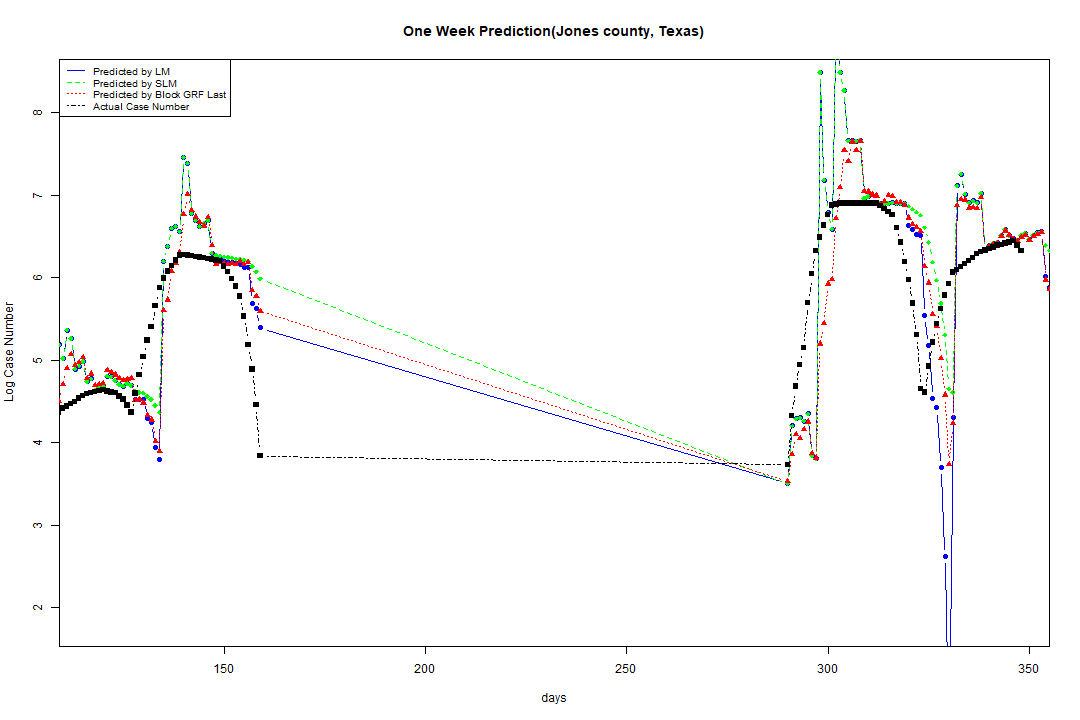 One Week Prediction(Jones county, Texas)
Predicted by LM
Predicted by SLM
Predicted by Block GRF Last
Actual Case Number
Log Case Number
8
7
6
5
4
3
2
150 200 250 300 350
days